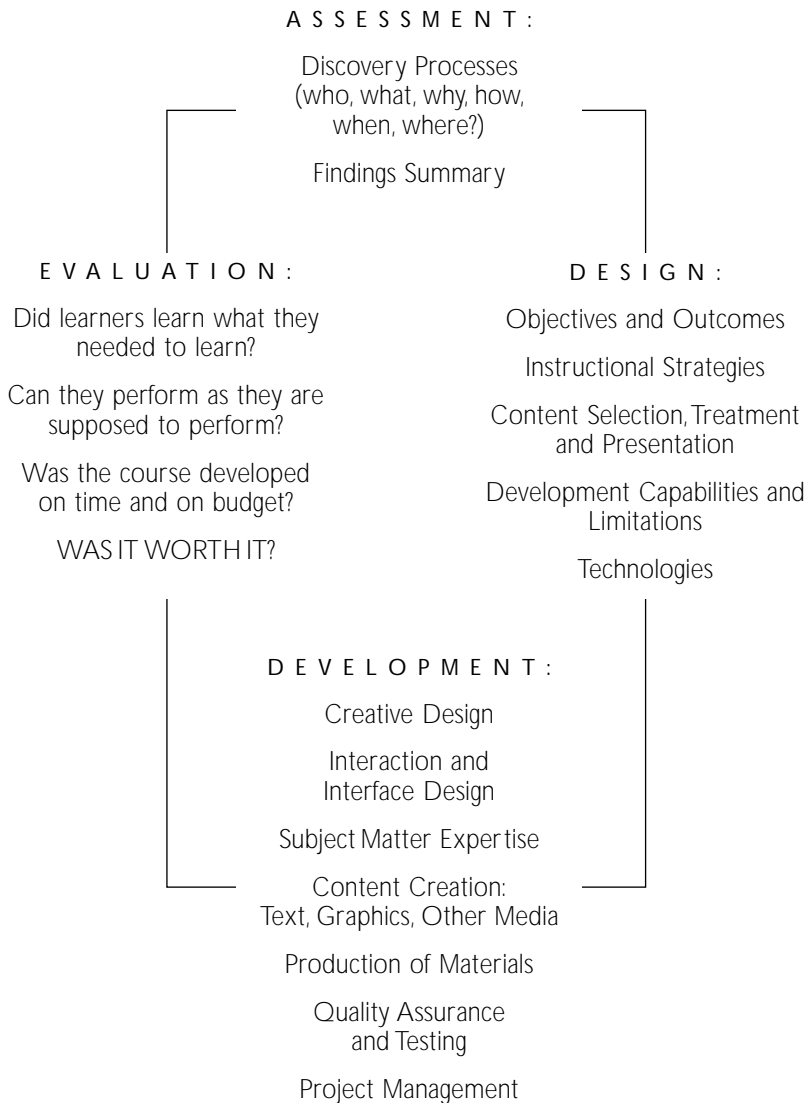 ASSESSMENT:
Discovery Processes
(who, what, why, how,
when, where?)
Findings Summary
EVALUATION:
Did learners learn what they
needed to learn?
Can they perform as they are
supposed to perform?
Was the course developed
on time and on budget?
WAS IT WORTH IT?
DESIGN:
Objectives and Outcomes
Instructional Strategies
Content Selection, Treatment
and Presentation
Development Capabilities and
Limitations
Technologies
DEVELOPMENT:
Creative Design
Interaction and
Interface Design
Subject Matter Expertise
Content Creation:
Text, Graphics, Other Media
Production of Materials
Quality Assurance
and Testing
Project Management